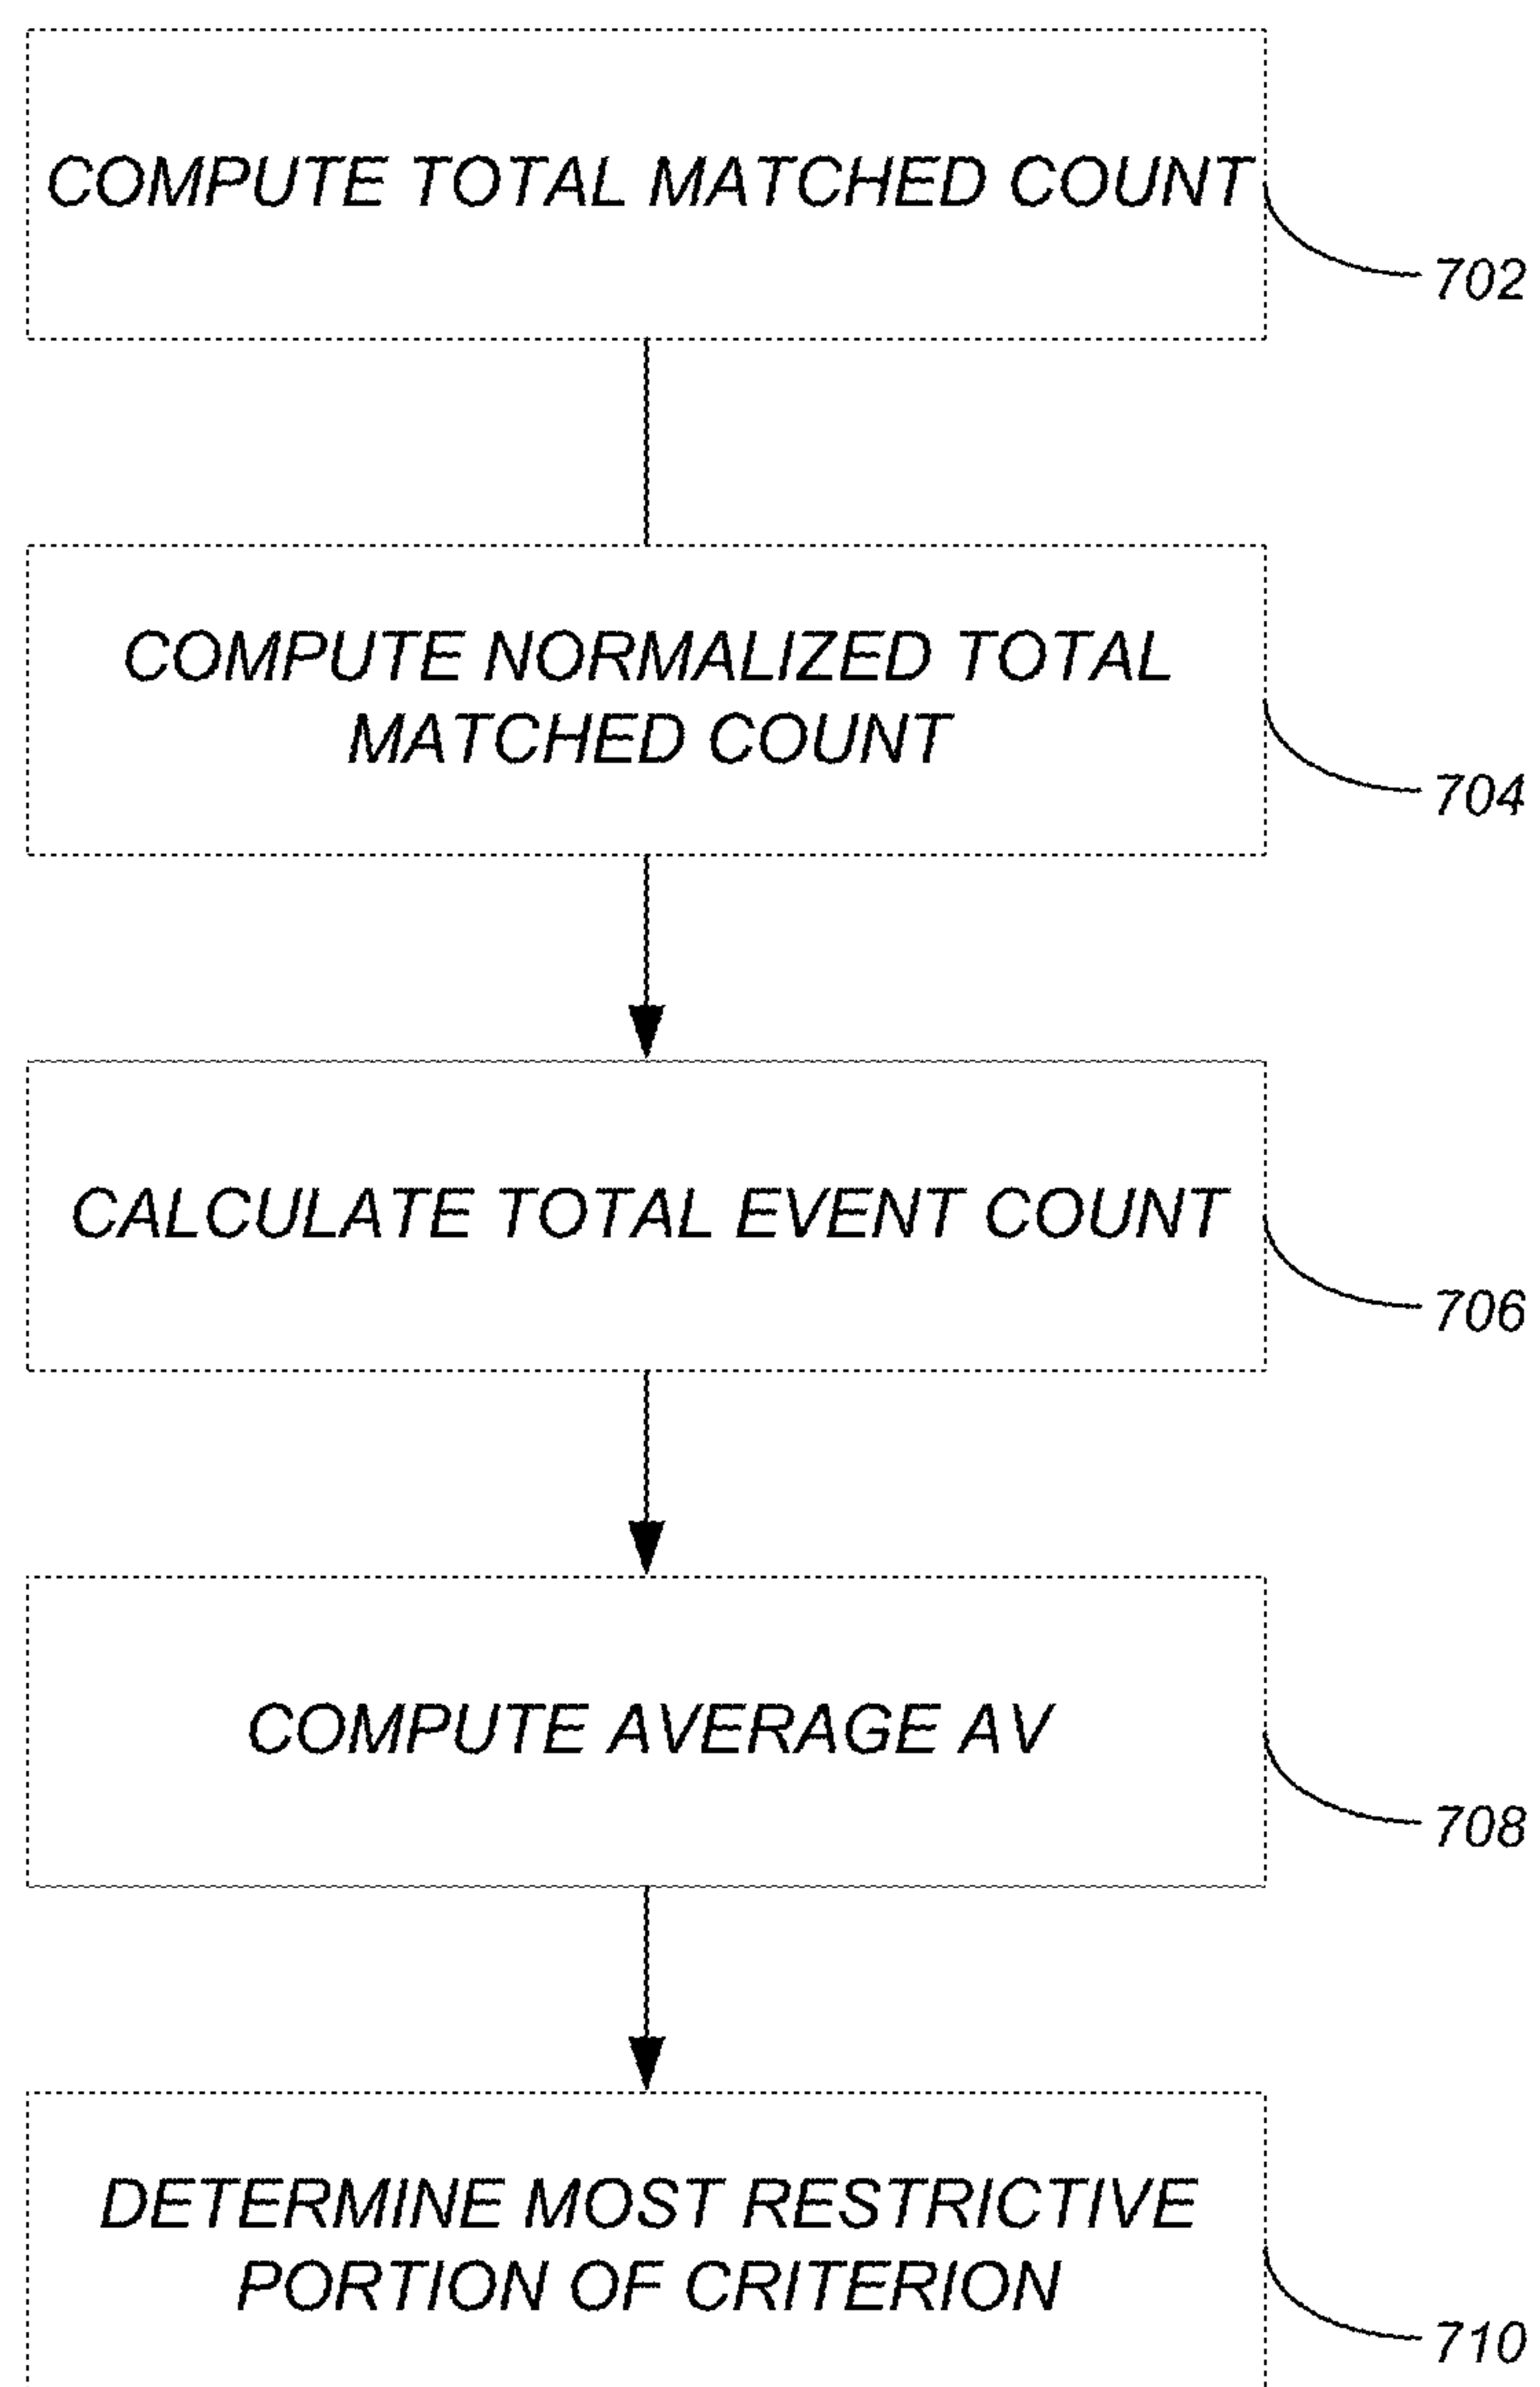 COMPUTE TOTAL MATCHED COUNT
702
COMPUTE NORMALIZED TOTAL
MATCHED COUNT
704
CALCULATE TOTAL EVENT COUNT
706
COMPUTE AVERAGE AV
708
DETERMINE MOST RESTRICTIVE
PORTION OF CRITERION
710